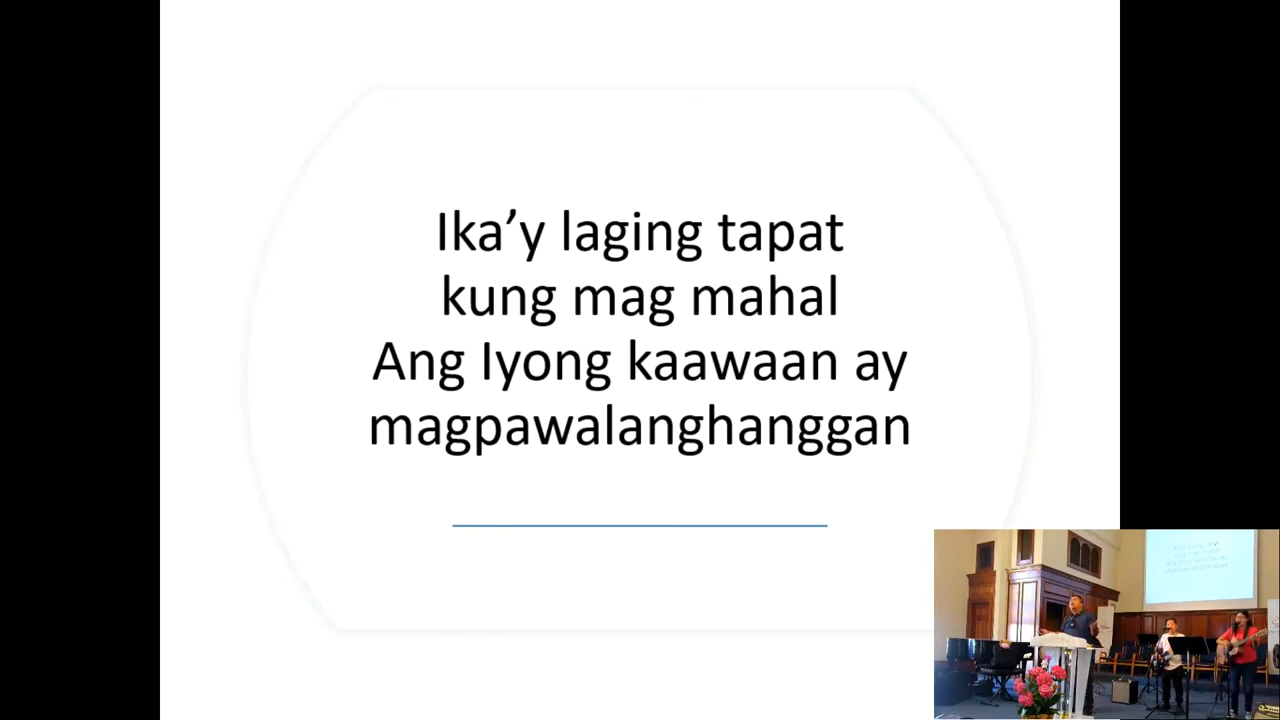 Ika’y laging tapat
kung mag mahal
Ang Iyong kaawaan ay
magpawalanghanggan